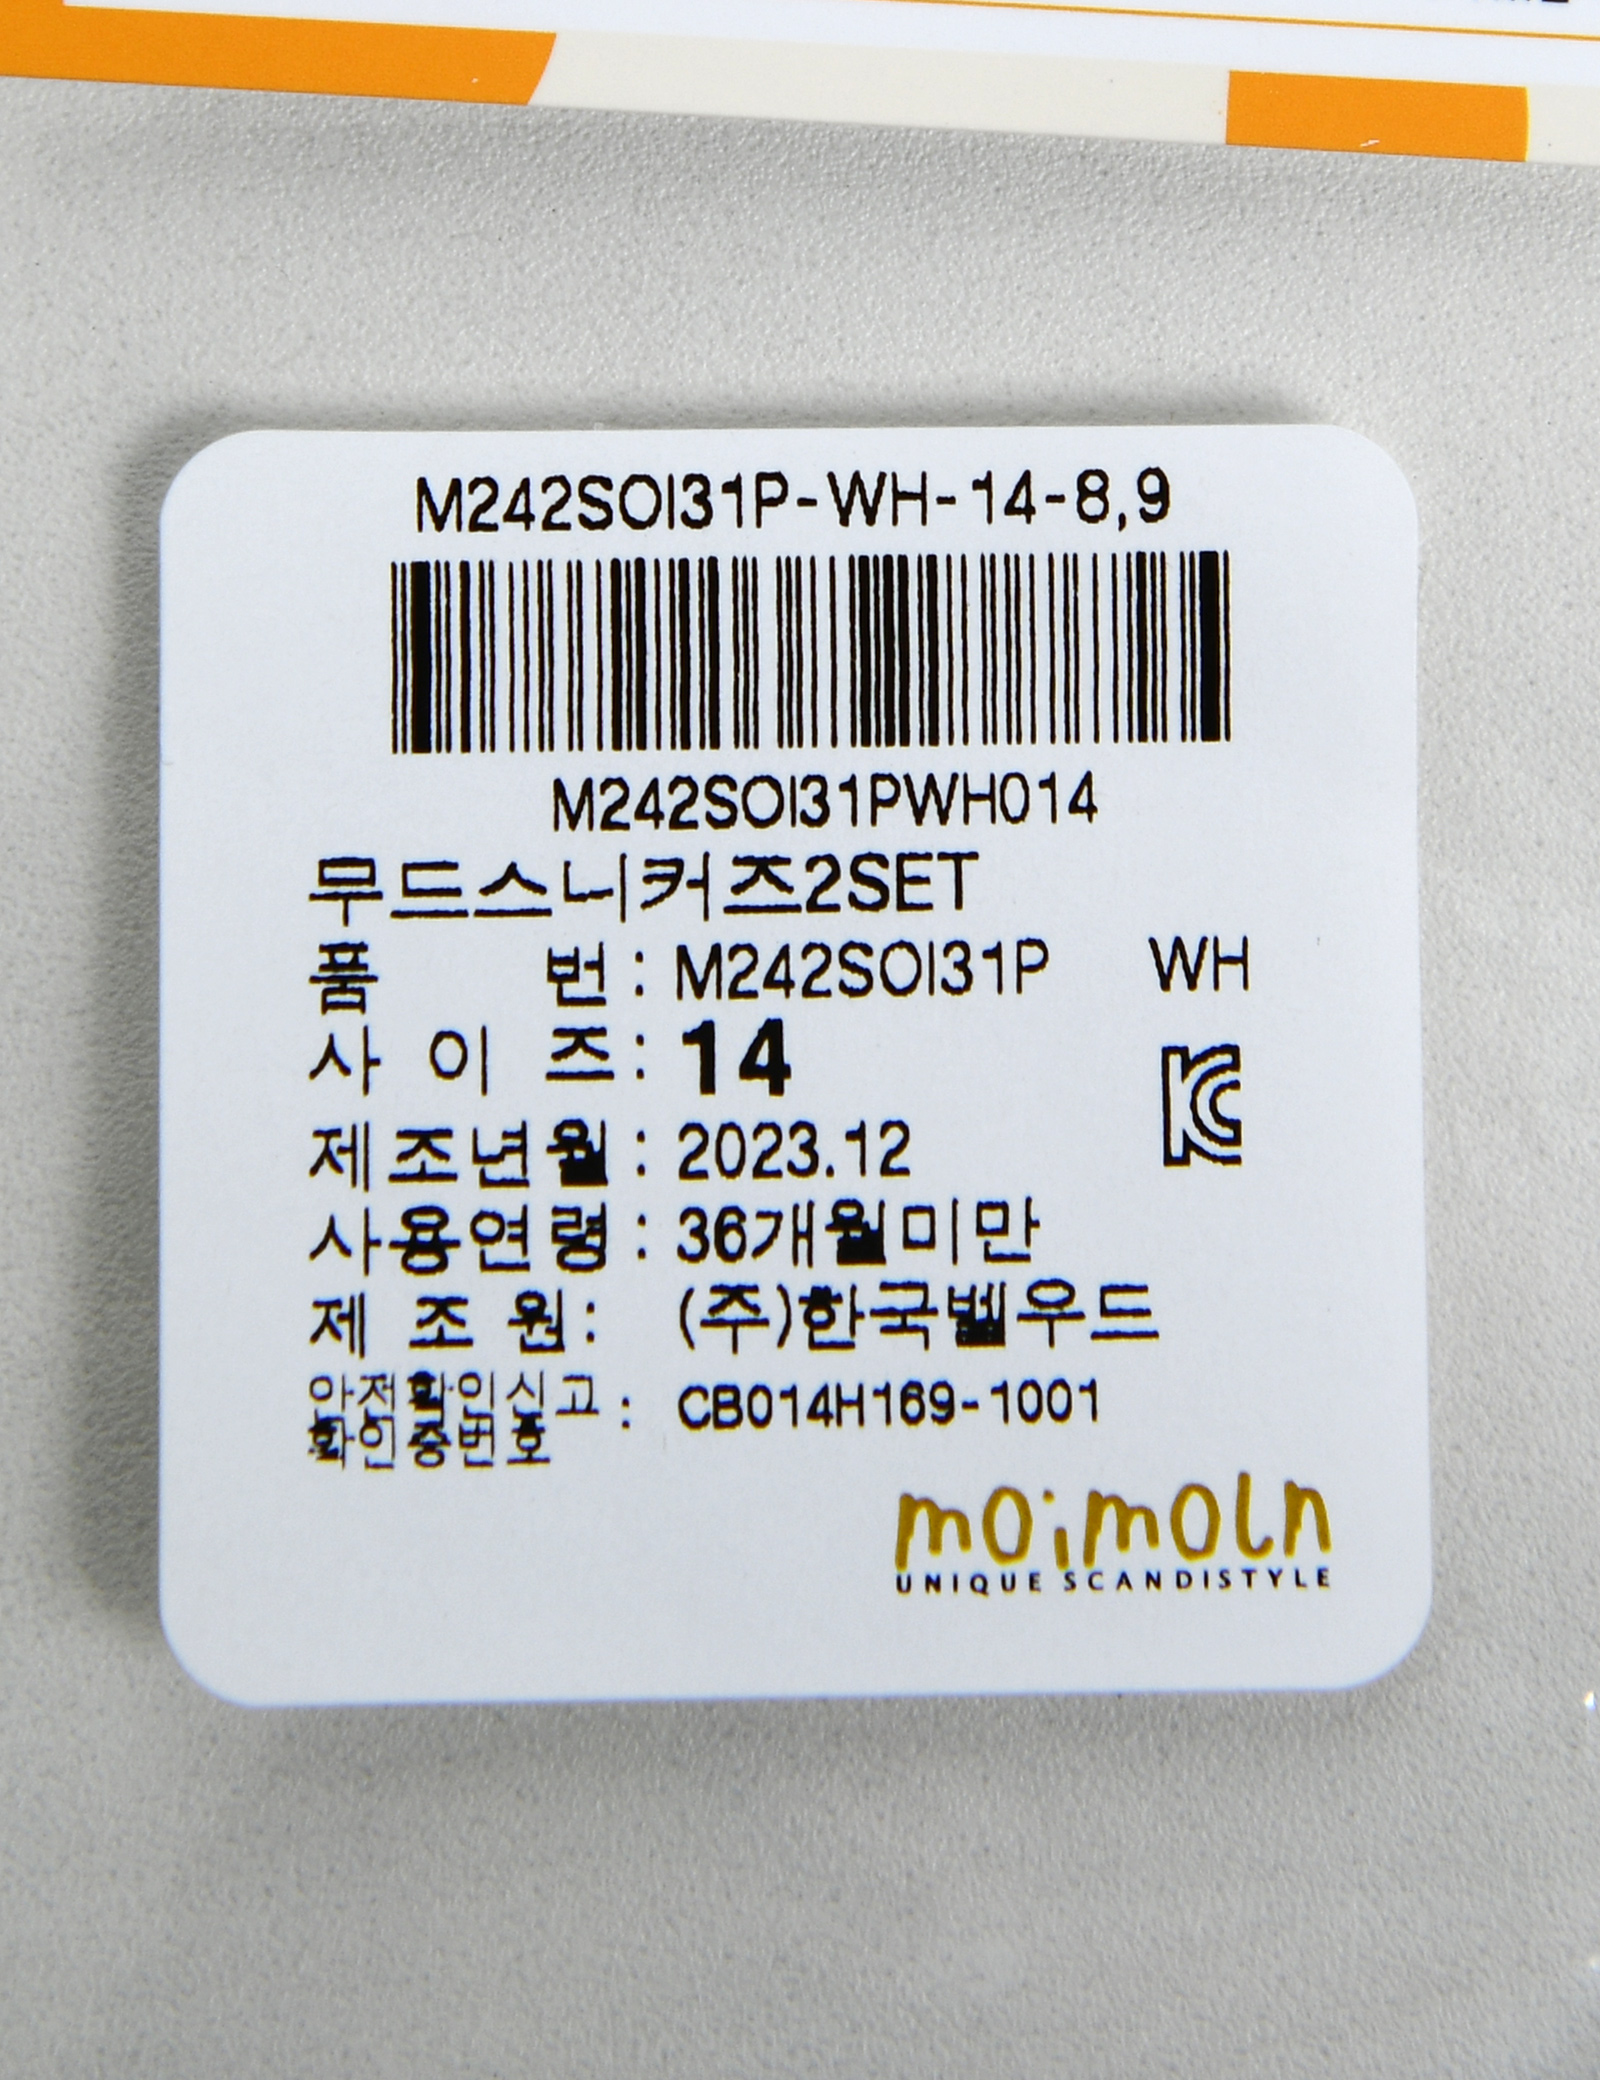 M242SOI31P-WH-14-8,9
M242SOI31PWH014
무드스니커즈2SET
품 번 : M242SOI31P WH
사 이 즈 : 14
제조년월 : 2023.12
사용연령 : 36개월미만
제 조 원 : (주)한국벨우드
안전확인신고
확인증번호 : CB014H169-1001
moimoln
UNIQUE SCANDISTYLE